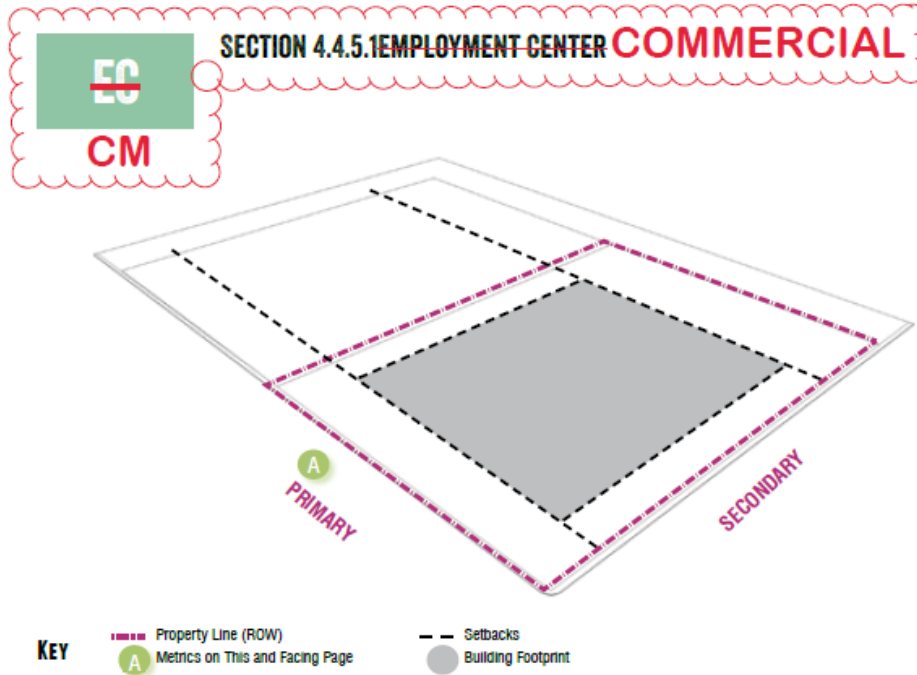 EC
CM
SECTION 4.4.5.1EMPLOYMENT CENTER COMMERCIAL
A
PRIMARY
SECONDARY
KEY
Property Line (ROW)
Setbacks
A
Metrics on This and Facing Page
Building Footprint